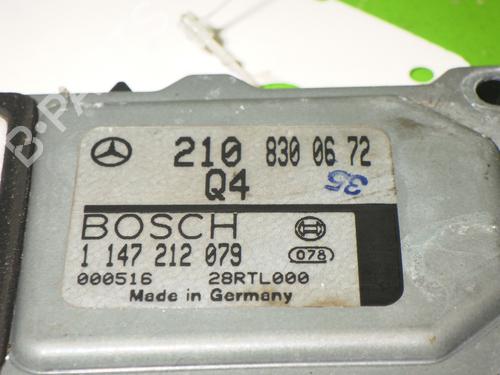 210 830 06 72
Q4
35
BOSCH
1 147 212 079
078
000516 28RTL000
Made in Germany